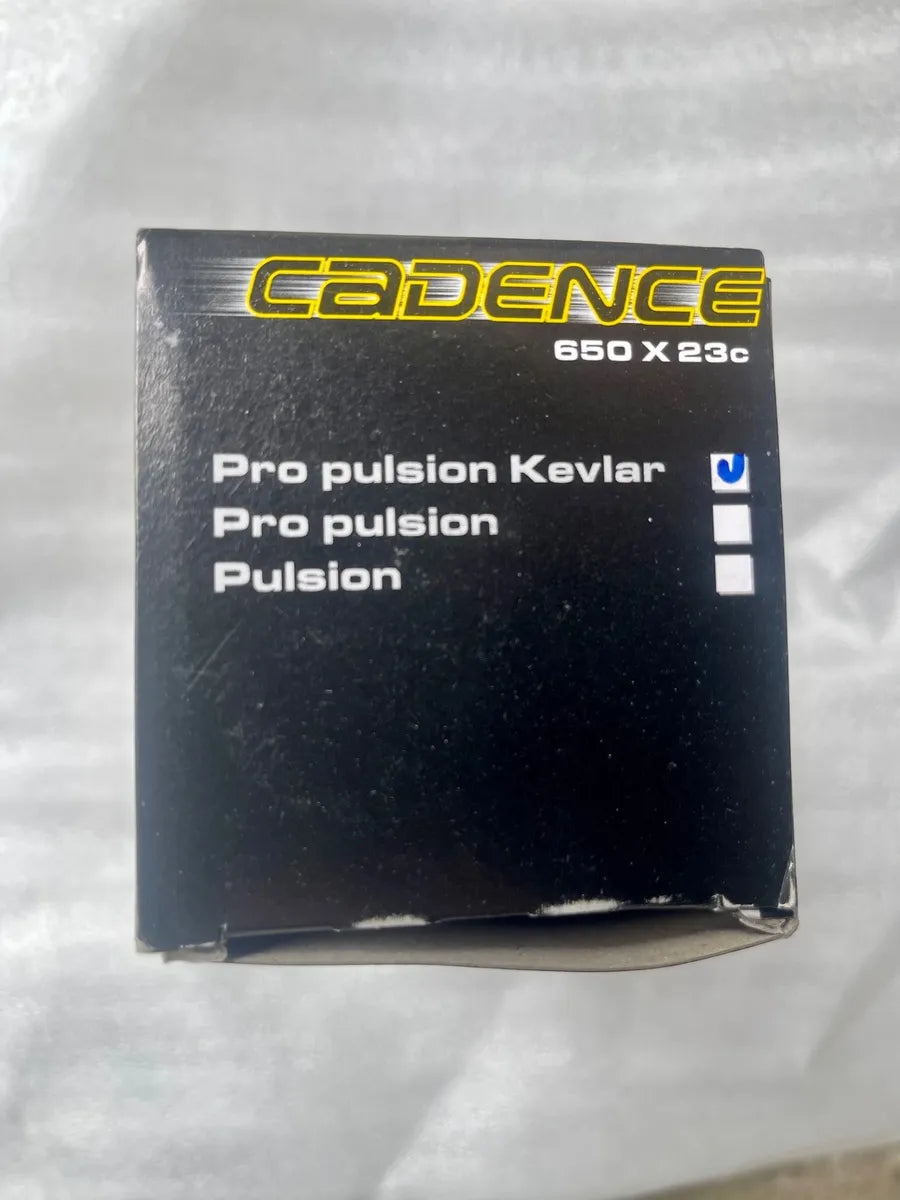 CaDENCE
650 X 23c
Pro pulsion Kevlar
Pro pulsion
Pulsion